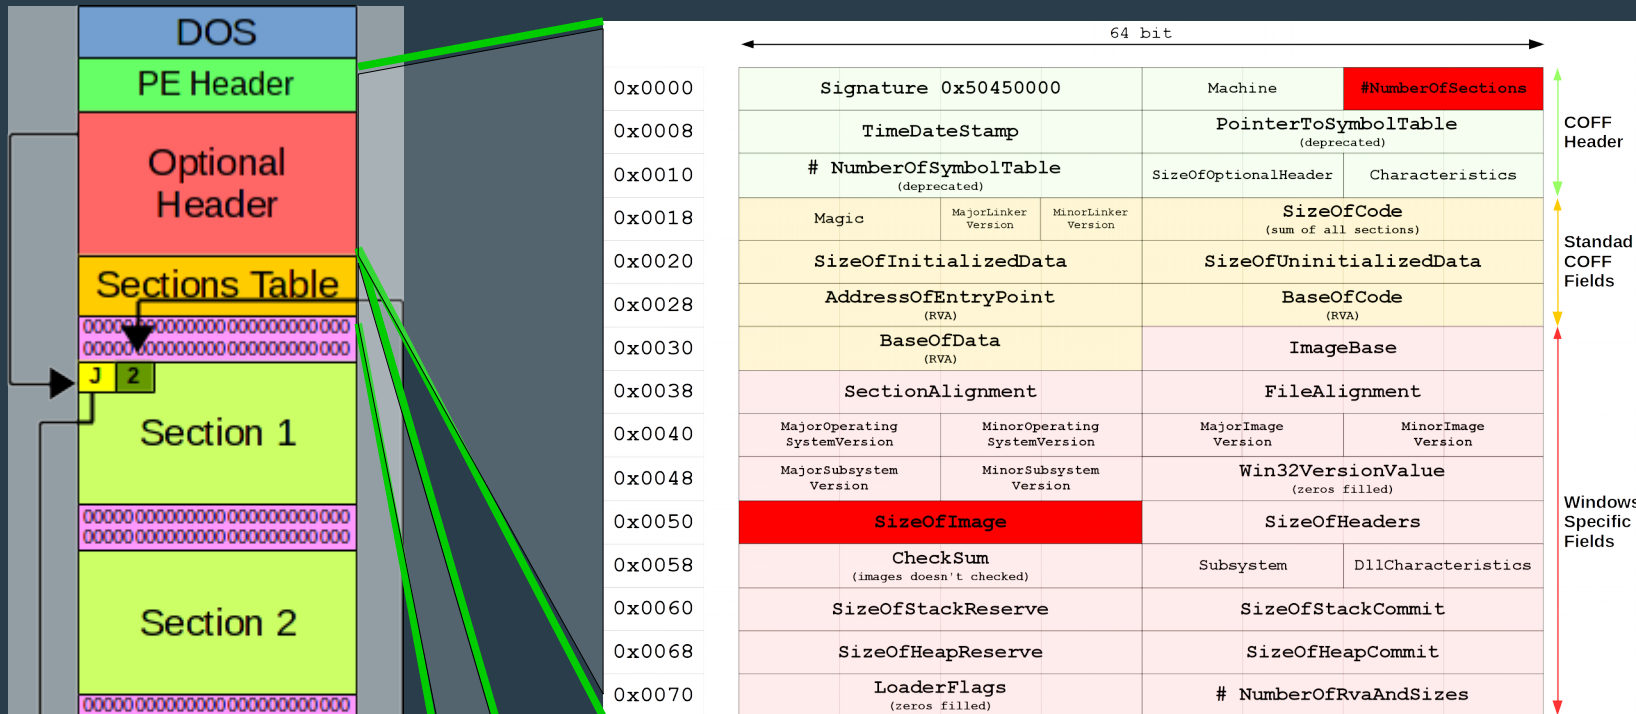 DOS
PE Header
Optional
Header
Sections Table
00000000000000000000000000
00000000000000000000000000
J 2
Section 1
00000000000000000000000000
00000000000000000000000000
Section 2
00000000000000000000000000
64 bit
0x0000 Signature 0x50450000 Machine #NumberOfSections
0x0008 TimeDateStamp PointerToSymbolTable
(deprecated)
0x0010 # NumberOfSymbolTable SizeOfOptionalHeader Characteristics
(deprecated)
0x0018 Magic MajorLinker MinorLinker SizeOfCode
Version Version (sum of all sections)
0x0020 SizeOfInitializedData SizeOfUninitializedData
0x0028 AddressOfEntryPoint BaseOfCode
(RVA) (RVA)
0x0030 BaseOfData ImageBase
(RVA)
0x0038 SectionAlignment FileAlignment
0x0040 MajorOperating MinorOperating MajorImage MinorImage
SystemVersion SystemVersion Version Version
0x0048 MajorSubsystem MinorSubsystem Win32VersionValue
Version Version (zeros filled)
0x0050 SizeOfImage SizeOfHeaders
0x0058 CheckSum Subsystem DllCharacteristics
(images doesn't checked)
0x0060 SizeOfStackReserve SizeOfStackCommit
0x0068 SizeOfHeapReserve SizeOfHeapCommit
0x0070 LoaderFlags # NumberOfRvaAndSizes
(zeros filled)
COFF
Header
Standad
COFF
Fields
Windows
Specific
Fields